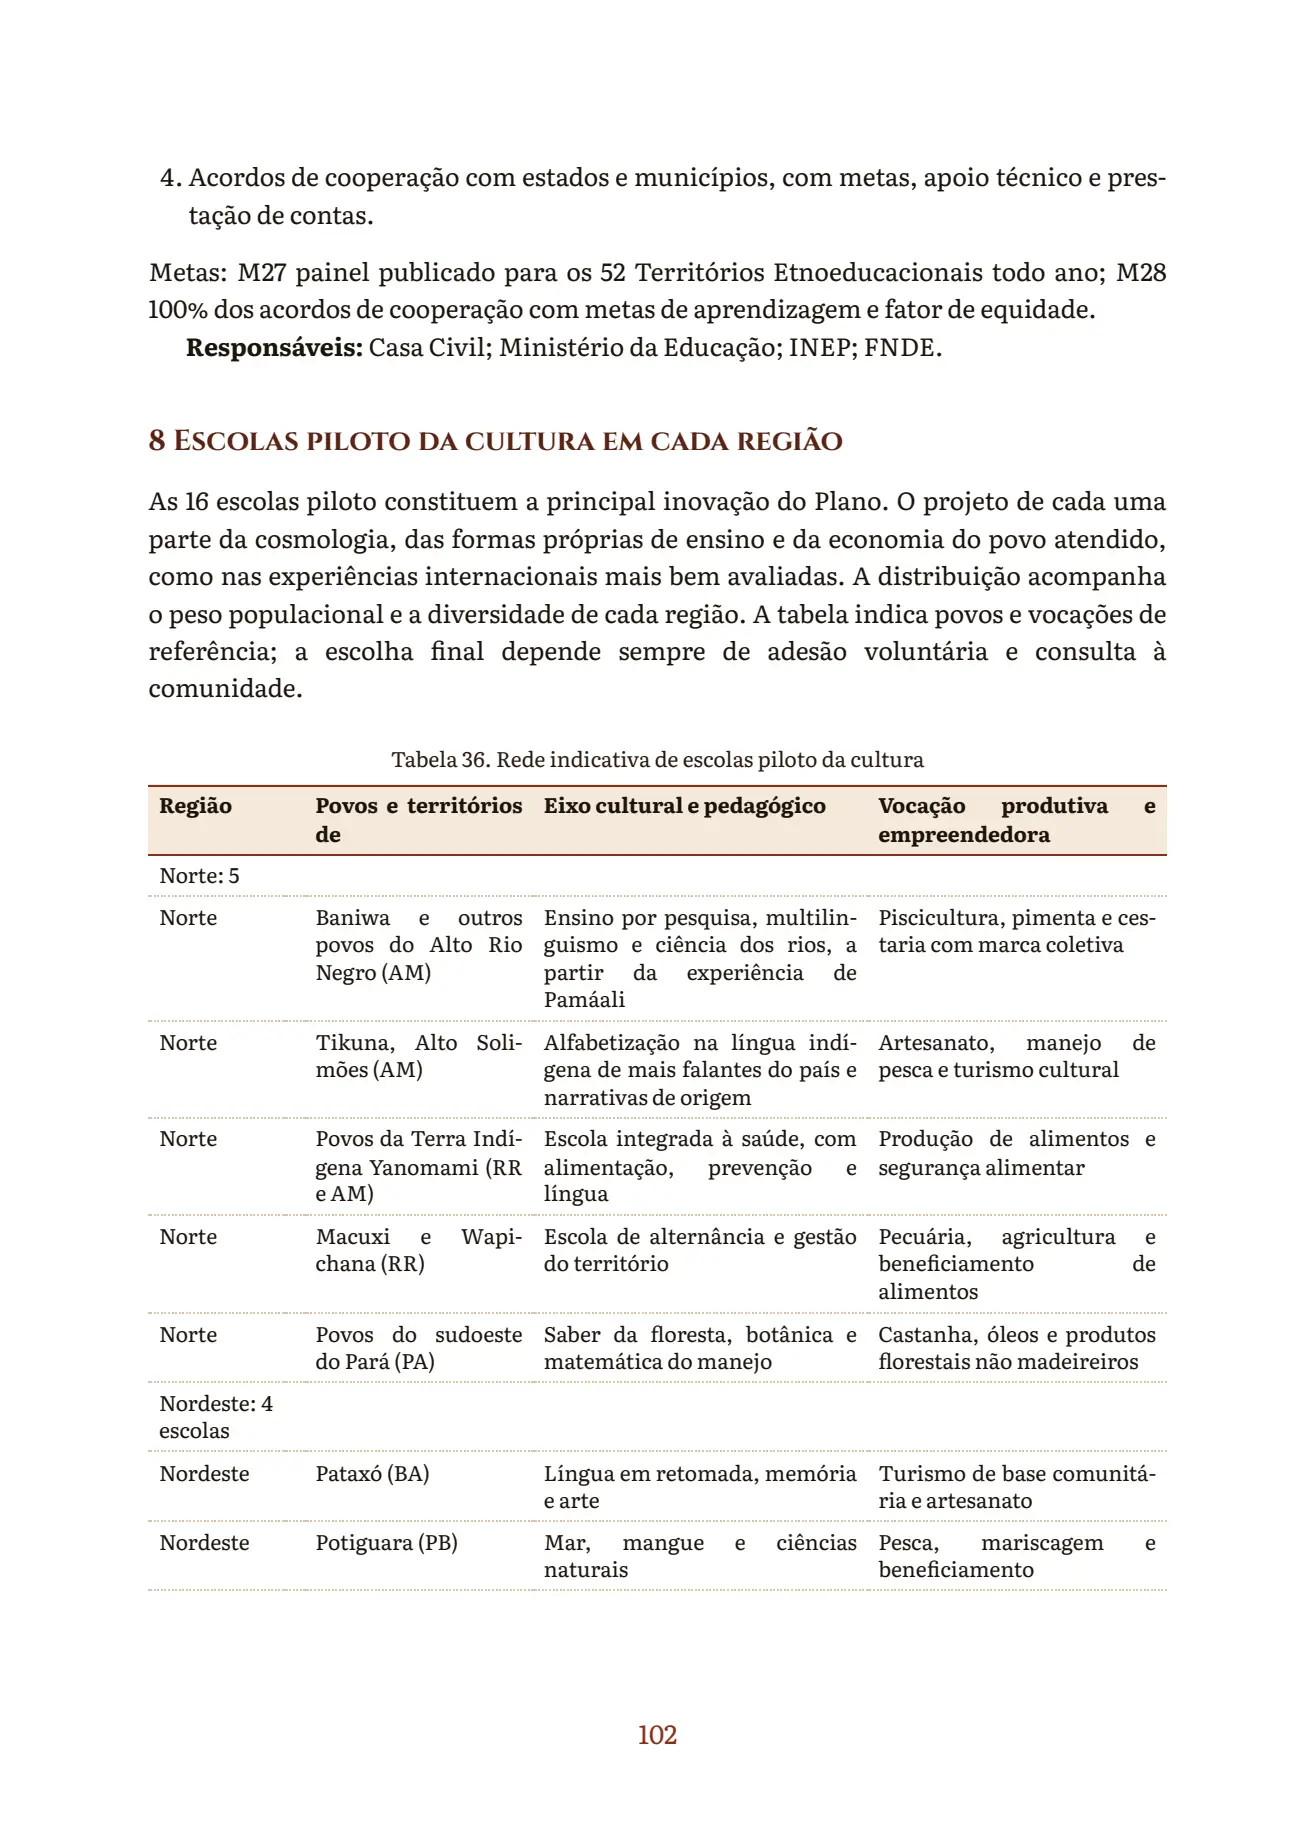 4. Acordos de cooperação com estados e municípios, com metas, apoio técnico e pres-
tação de contas.
Metas: M27 painel publicado para os 52 Territórios Etnoeducacionais todo ano; M28
100% dos acordos de cooperação com metas de aprendizagem e fator de equidade.
Responsáveis: Casa Civil; Ministério da Educação; INEP; FNDE.
8 Escolas piloto da cultura em cada região
As 16 escolas piloto constituem a principal inovação do Plano. O projeto de cada uma
parte da cosmologia, das formas próprias de ensino e da economia do povo atendido,
como nas experiências internacionais mais bem avaliadas. A distribuição acompanha
o peso populacional e a diversidade de cada região. A tabela indica povos e vocações de
referência; a escolha final depende sempre de adesão voluntária e consulta à
comunidade.
Tabela 36. Rede indicativa de escolas piloto da cultura
Região
Povos e territórios
de
Eixo cultural e pedagógico
Vocação produtiva e
empreendedora
Norte: 5
Norte
Baniwa e outros
povos do Alto Rio
Negro (AM)
Ensino por pesquisa, multilin-
guismo e ciência dos rios, a
partir da experiência de
Pamáali
Piscicultura, pimenta e ces-
taria com marca coletiva
Norte
Tikuna, Alto Soli-
mões (AM)
Alfabetização na língua indí-
gena de mais falantes do país e
narrativas de origem
Artesanato, manejo de
pesca e turismo cultural
Norte
Povos da Terra Indí-
gena Yanomami (RR
e AM)
Escola integrada à saúde, com
alimentação, prevenção e
língua
Produção de alimentos e
segurança alimentar
Norte
Macuxi e Wapi-
chana (RR)
Escola de alternância e gestão
do território
Pecuária, agricultura e
beneficiamento de
alimentos
Norte
Povos do sudoeste
do Pará (PA)
Saber da floresta, botânica e
matemática do manejo
Castanha, óleos e produtos
florestais não madeireiros
Nordeste: 4
escolas
Nordeste
Pataxó (BA)
Língua em retomada, memória
e arte
Turismo de base comunitá-
ria e artesanato
Nordeste
Potiguara (PB)
Mar, mangue e ciências
naturais
Pesca, mariscagem e
beneficiamento
102